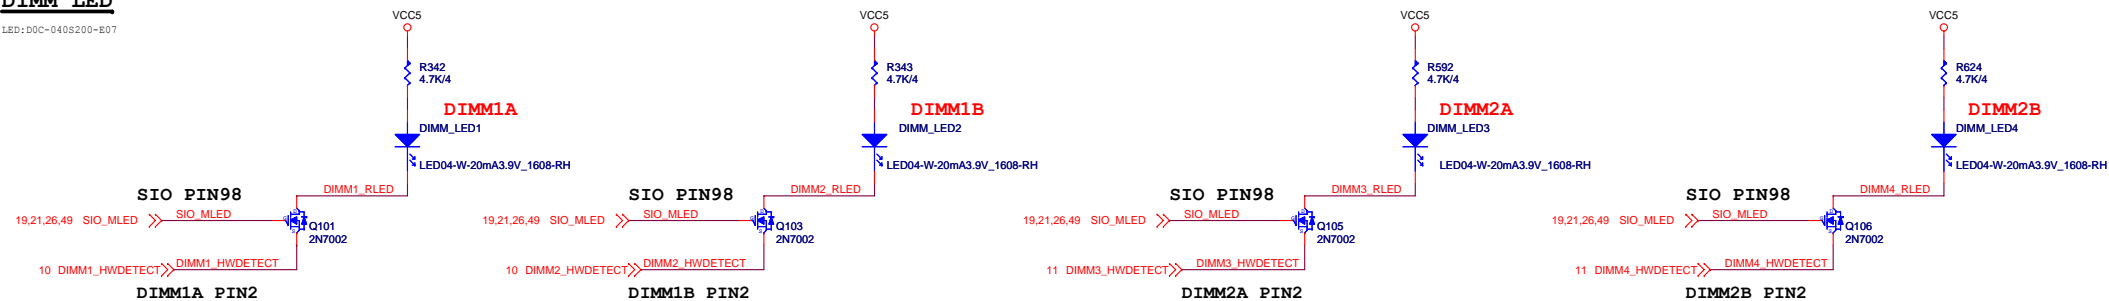 DIMM LED
LED:D0C-040S200-E07
VCC5
R342
4.7K/4
DIMM1A
DIMM_LED1
LED04-W-20mA3.9V_1608-RH
DIMM1_RLED
SIO PIN98
19,21,26,49 SIO_MLED
SIO_MLED
Q101
2N7002
10 DIMM1_HWDETECT
DIMM1_HWDETECT
DIMM1A PIN2
VCC5
R343
4.7K/4
DIMM1B
DIMM_LED2
LED04-W-20mA3.9V_1608-RH
DIMM2_RLED
SIO PIN98
19,21,26,49 SIO_MLED
SIO_MLED
Q103
2N7002
10 DIMM2_HWDETECT
DIMM2_HWDETECT
DIMM1B PIN2
VCC5
R592
4.7K/4
DIMM2A
DIMM_LED3
LED04-W-20mA3.9V_1608-RH
DIMM3_RLED
SIO PIN98
19,21,26,49 SIO_MLED
SIO_MLED
Q105
2N7002
11 DIMM3_HWDETECT
DIMM3_HWDETECT
DIMM2A PIN2
VCC5
R624
4.7K/4
DIMM2B
DIMM_LED4
LED04-W-20mA3.9V_1608-RH
DIMM4_RLED
SIO PIN98
19,21,26,49 SIO_MLED
SIO_MLED
Q106
2N7002
11 DIMM4_HWDETECT
DIMM4_HWDETECT
DIMM2B PIN2